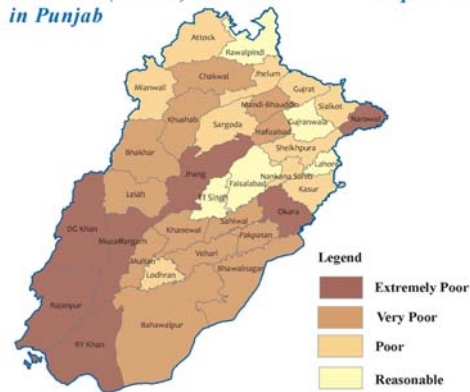 in Punjab
Attock
Rawalpindi
Chakwal
Jhelum
Mianwali
Gujrat
Mandi-Bhauddin
Sialkot
Khushab
Sargoda
Hafizabad
Gujranwala
Narawal
Sheikhpura
Bhakhar
Jhang
Lahore
Nankana Sahib
Faisalabad
Kasur
TT Singh
Leiah
Okara
DG Khan
Khanewal
Sahiwal
Muzaffargarh
Pakpatan
Multan
Vehari
Bhawalnagar
Lodhran
Rajanpur
Bahawalpur
RY Khan
Legend
Extremely Poor
Very Poor
Poor
Reasonable